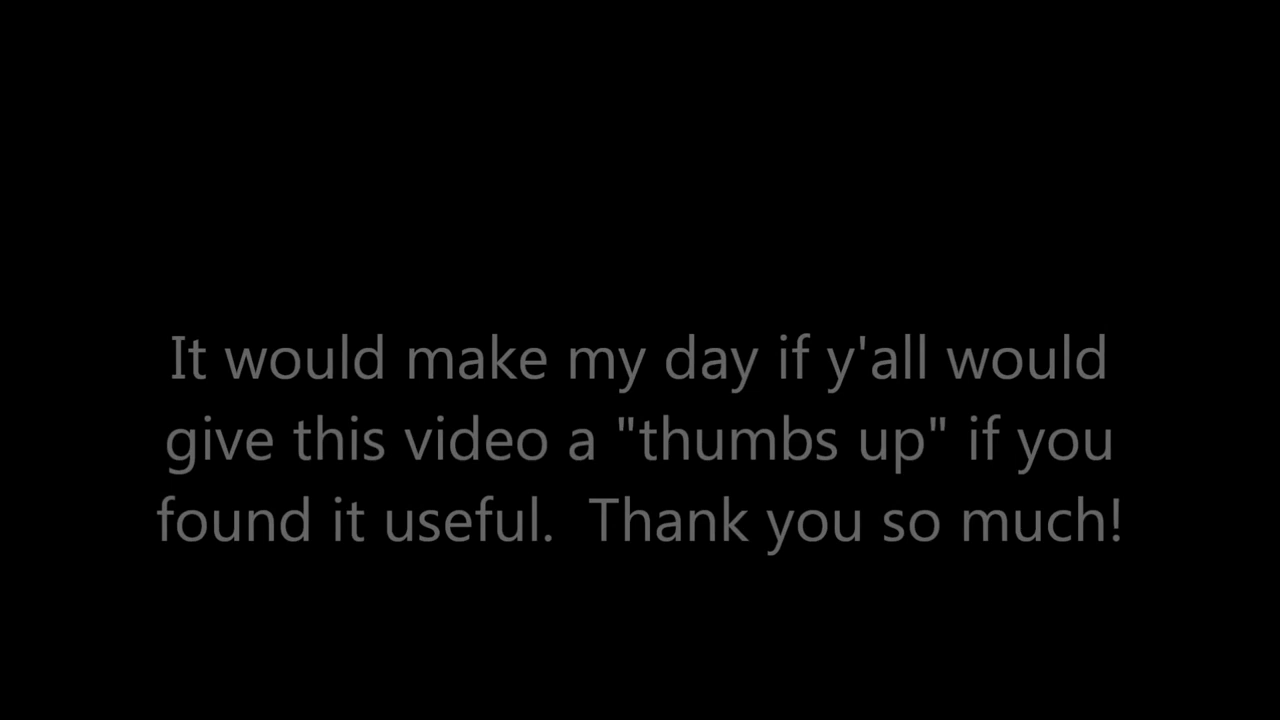 It would make my day if y'all would
give this video a "thumbs up" if you
found it useful.  Thank you so much!